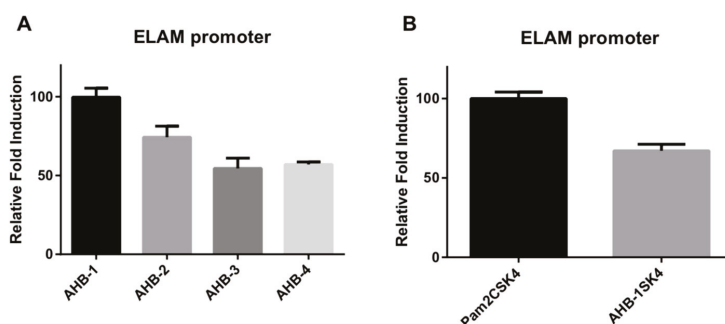 A
ELAM promoter
Relative Fold Induction
100
50
0
AHB-1
AHB-2
AHB-3
AHB-4
B
ELAM promoter
Relative Fold Induction
100
50
0
Pam2CSK4
AHB-1SK4